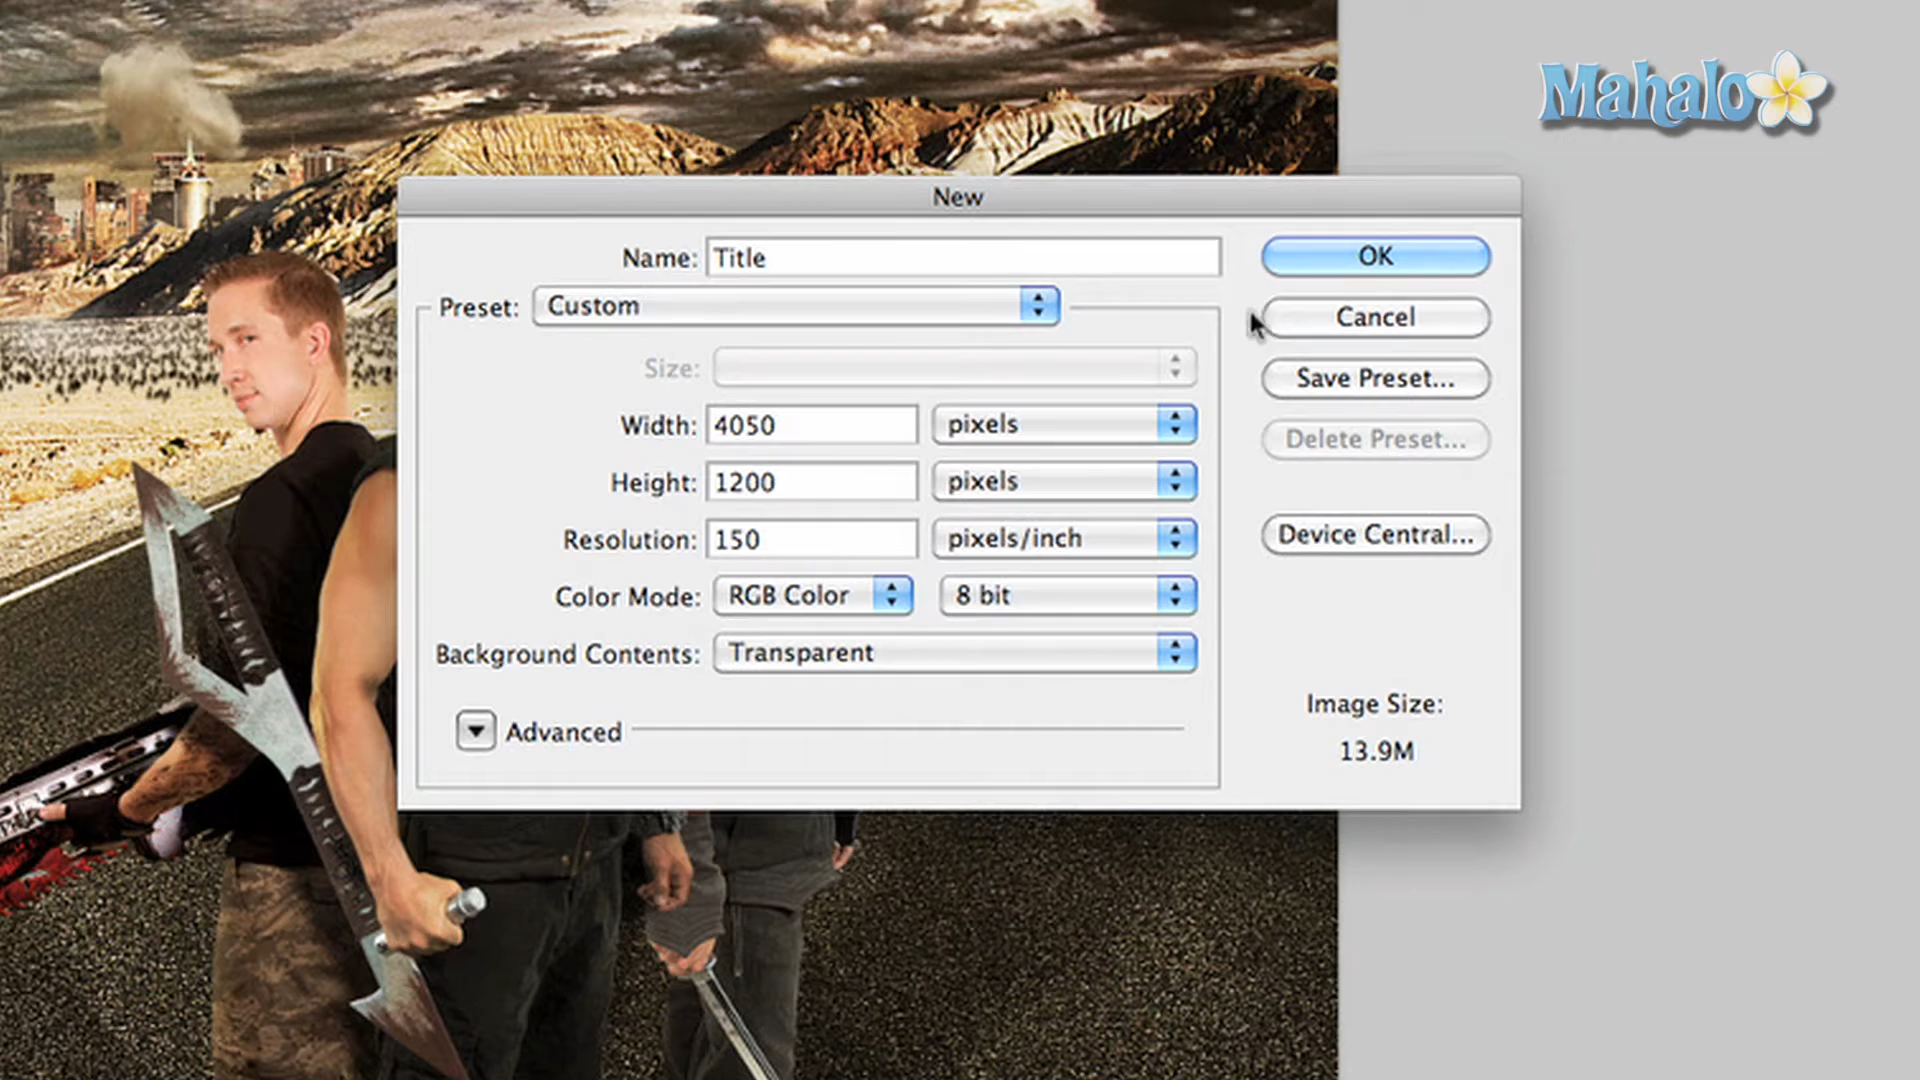 Mahalo
New
Name: Title
OK
Preset: Custom
Cancel
Size:
Save Preset...
Width: 4050 pixels
Delete Preset...
Height: 1200 pixels
Resolution: 150 pixels/inch
Device Central...
Color Mode: RGB Color 8 bit
Background Contents: Transparent
Advanced
Image Size:
13.9M